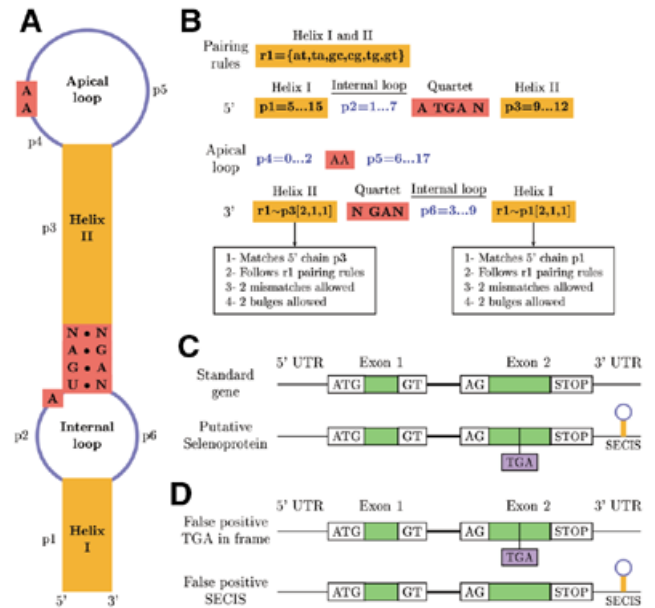 A
Apical
loop
A
A
p5
p4
p3
Helix
II
N • N
A • G
G • A
U • N
A
p2
Internal
loop
p6
p1
Helix
I
5'
3'
B
Pairing
rules
Helix I and II
r1={at,ta,gc,cg,tg,gt}
Helix I
Internal loop
Quartet
Helix II
5'
p1=5...15
p2=1...7
A TGA N
p3=9...12
Apical
loop
p4=0...2
AA
p5=6...17
Helix II
Quartet
Internal loop
Helix I
3'
r1~p3[2,1,1]
N GAN
p6=3...9
r1~p1[2,1,1]
1- Matches 5' chain p3
2- Follows r1 pairing rules
3- 2 mismatches allowed
4- 2 bulges allowed
1- Matches 5' chain p1
2- Follows r1 pairing rules
3- 2 mismatches allowed
4- 2 bulges allowed
C
5' UTR
Exon 1
Exon 2
3' UTR
Standard
gene
ATG
GT
AG
STOP
Putative
Selenoprotein
ATG
GT
AG
STOP
TGA
SECIS
D
5' UTR
Exon 1
Exon 2
3' UTR
False positive
TGA in frame
ATG
GT
AG
STOP
TGA
False positive
SECIS
ATG
GT
AG
STOP
SECIS